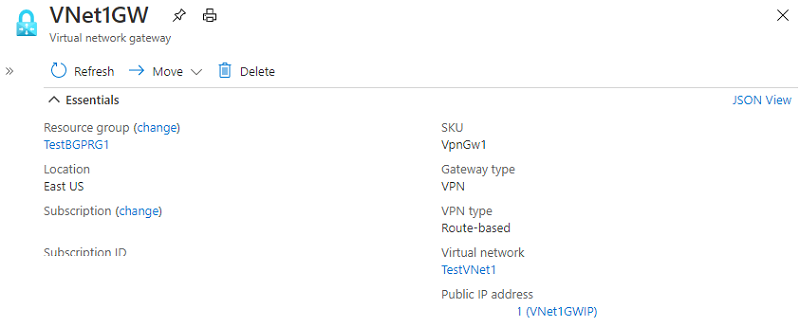 VNet1GW
Virtual network gateway
Refresh
Move
Delete
Essentials
JSON View
Resource group (change)
TestBGPRG1
Location
East US
Subscription (change)
Subscription ID
SKU
VpnGw1
Gateway type
VPN
VPN type
Route-based
Virtual network
TestVNet1
Public IP address
1 (VNet1GWIP)